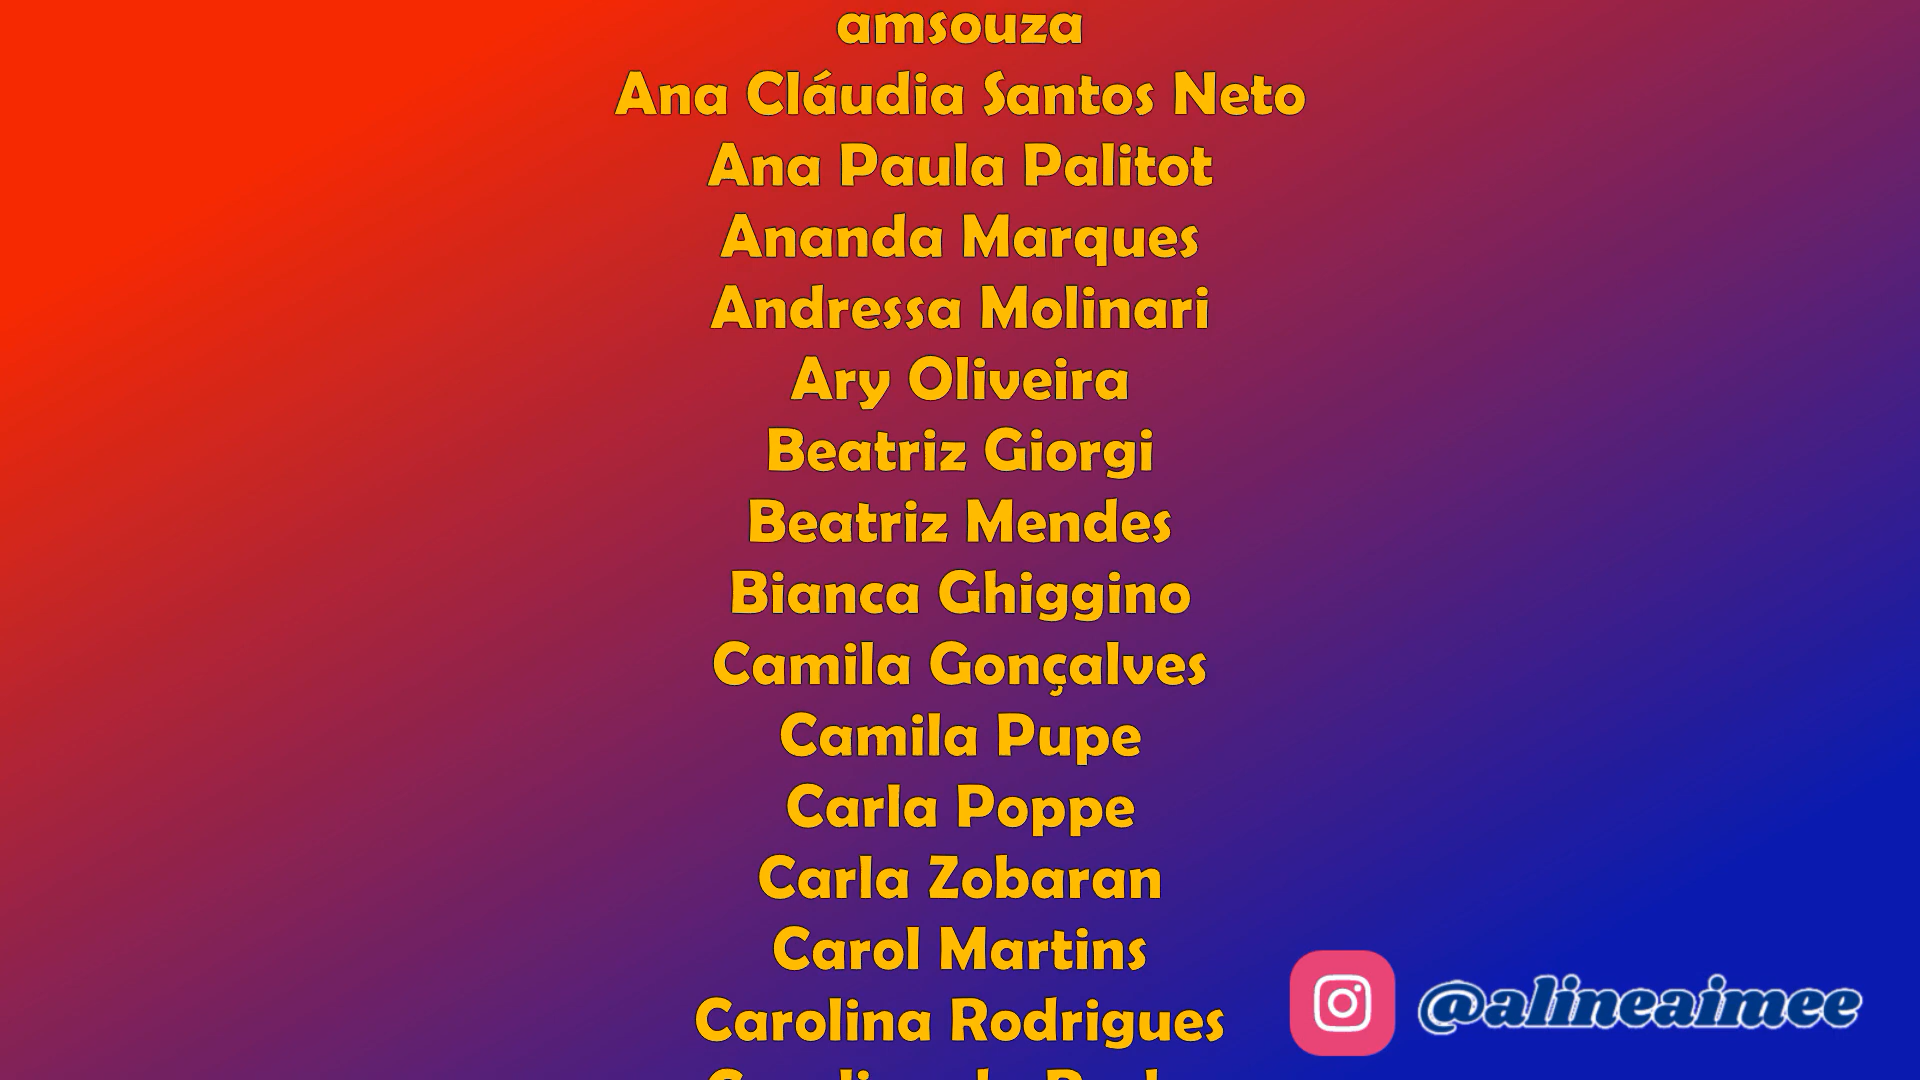 amsouza
Ana Cláudia Santos Neto
Ana Paula Palitot
Ananda Marques
Andressa Molinari
Ary Oliveira
Beatriz Giorgi
Beatriz Mendes
Bianca Ghiggino
Camila Gonçalves
Camila Pupe
Carla Poppe
Carla Zobaran
Carol Martins
Carolina Rodrigues
@alineaimee